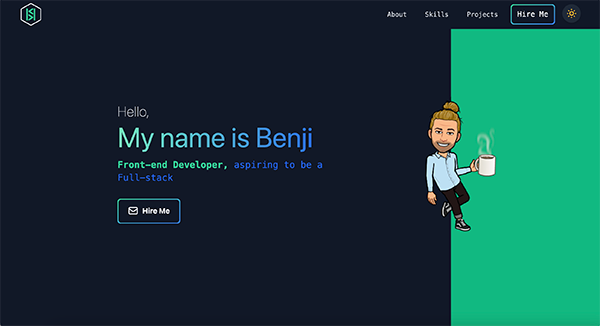 About Skills Projects Hire Me
Hello,
My name is Benji
Front-end Developer, aspiring to be a
Full-stack
Hire Me